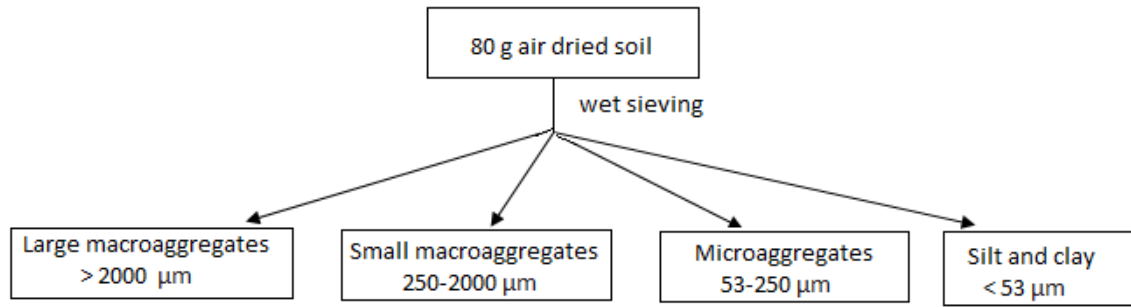 80 g air dried soil
wet sieving
Large macroaggregates
> 2000 μm
Small macroaggregates
250-2000 μm
Microaggregates
53-250 μm
Silt and clay
< 53 μm